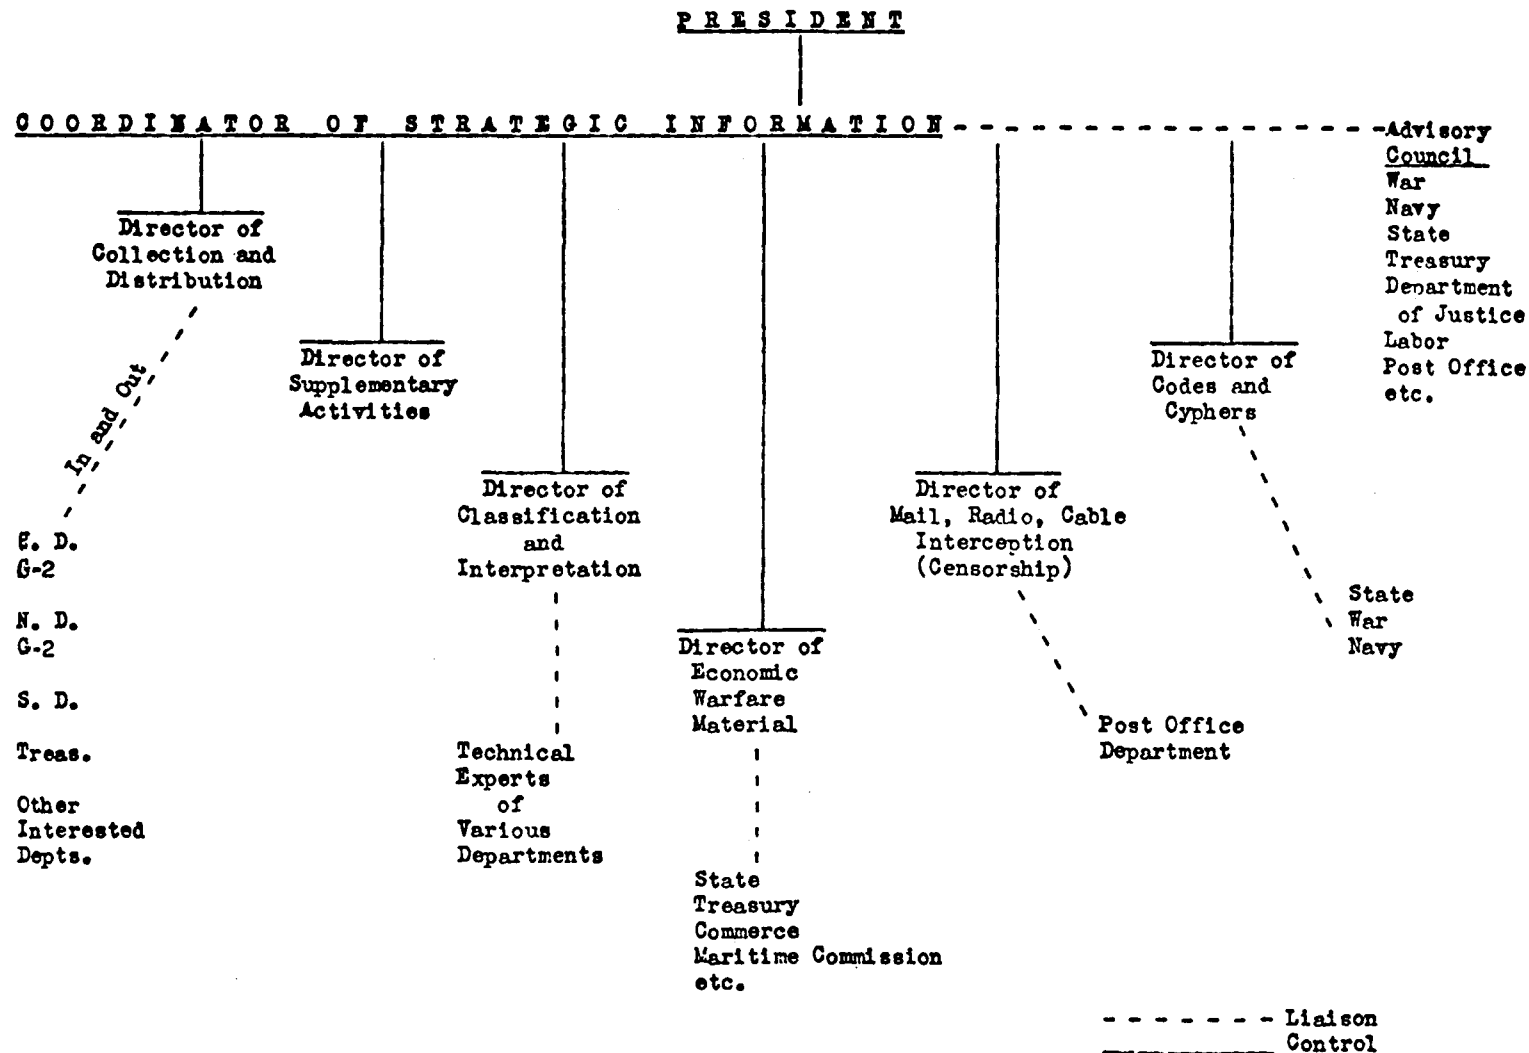 PRESIDENT
COORDINATOR OF STRATEGIC INFORMATION
Advisory
Council
War
Navy
State
Treasury
Department
of Justice
Labor
Post Office
etc.
Director of
Collection and
Distribution
In and Out
E. D.
G-2
N. D.
G-2
S. D.
Treas.
Other
Interested
Depts.
Director of
Supplementary
Activities
Director of
Classification
and
Interpretation
Technical
Experts
of
Various
Departments
Director of
Economic
Warfare
Material
State
Treasury
Commerce
Maritime Commission
etc.
Director of
Mail, Radio, Cable
Interception
(Censorship)
Post Office
Department
Director of
Codes and
Cyphers
State
War
Navy
Liaison
Control